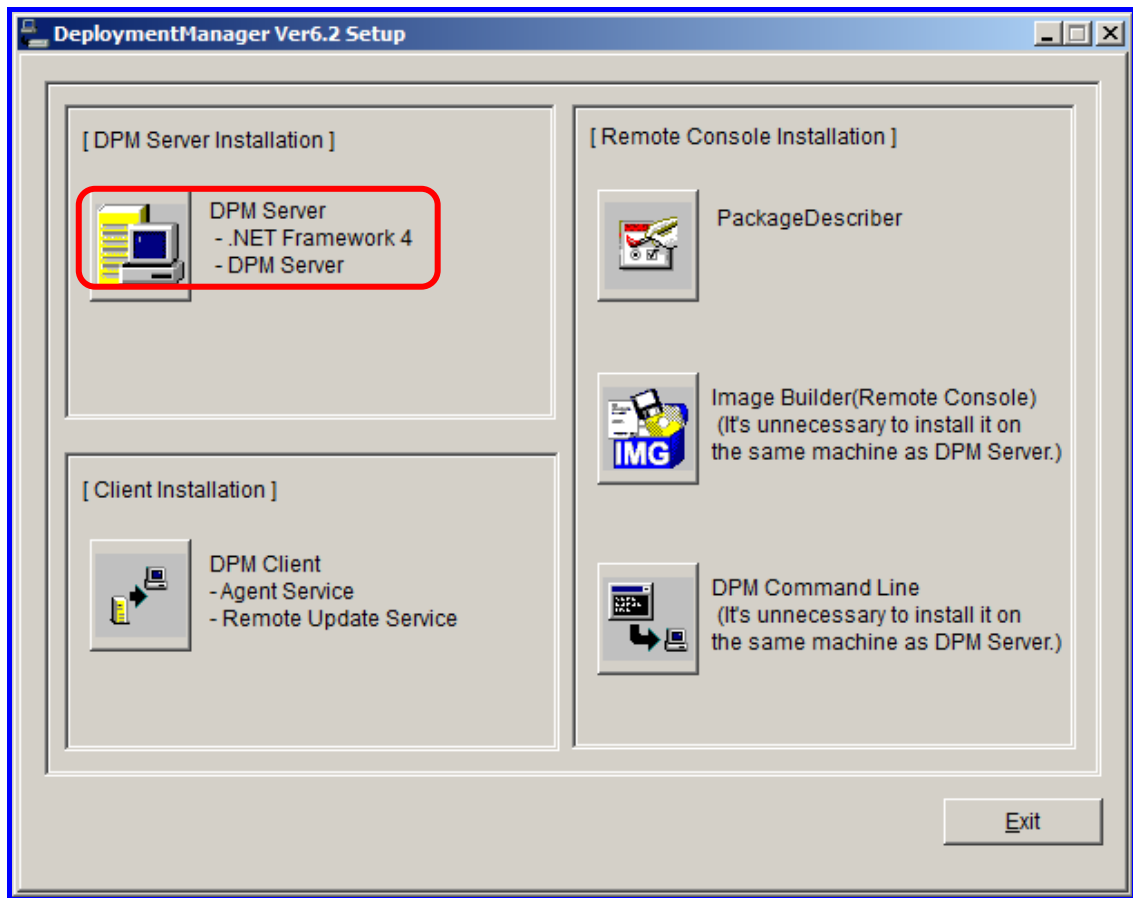 DeploymentManager Ver6.2 Setup
[ DPM Server Installation ]
DPM Server
- .NET Framework 4
- DPM Server
[ Client Installation ]
DPM Client
- Agent Service
- Remote Update Service
[ Remote Console Installation ]
PackageDescriber
IMG
Image Builder(Remote Console)
(It's unnecessary to install it on
the same machine as DPM Server.)
DPM Command Line
(It's unnecessary to install it on
the same machine as DPM Server.)
Exit